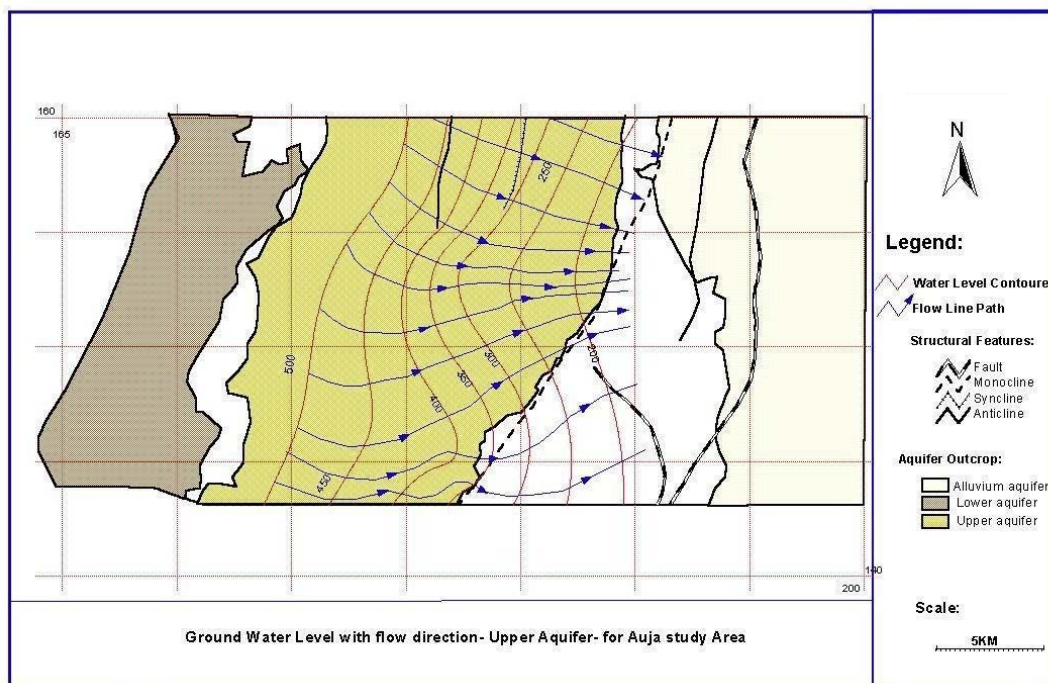 160
165
N
250
Legend:
Water Level Contoure
Flow Line Path
Structural Features:
Fault
Monocline
Syncline
Anticline
500
300
200
350
400
450
Aquifer Outcrop:
Alluvium aquifer
Lower aquifer
Upper aquifer
140
200
Scale:
5KM
Ground Water Level with flow direction- Upper Aquifer- for Auja study Area